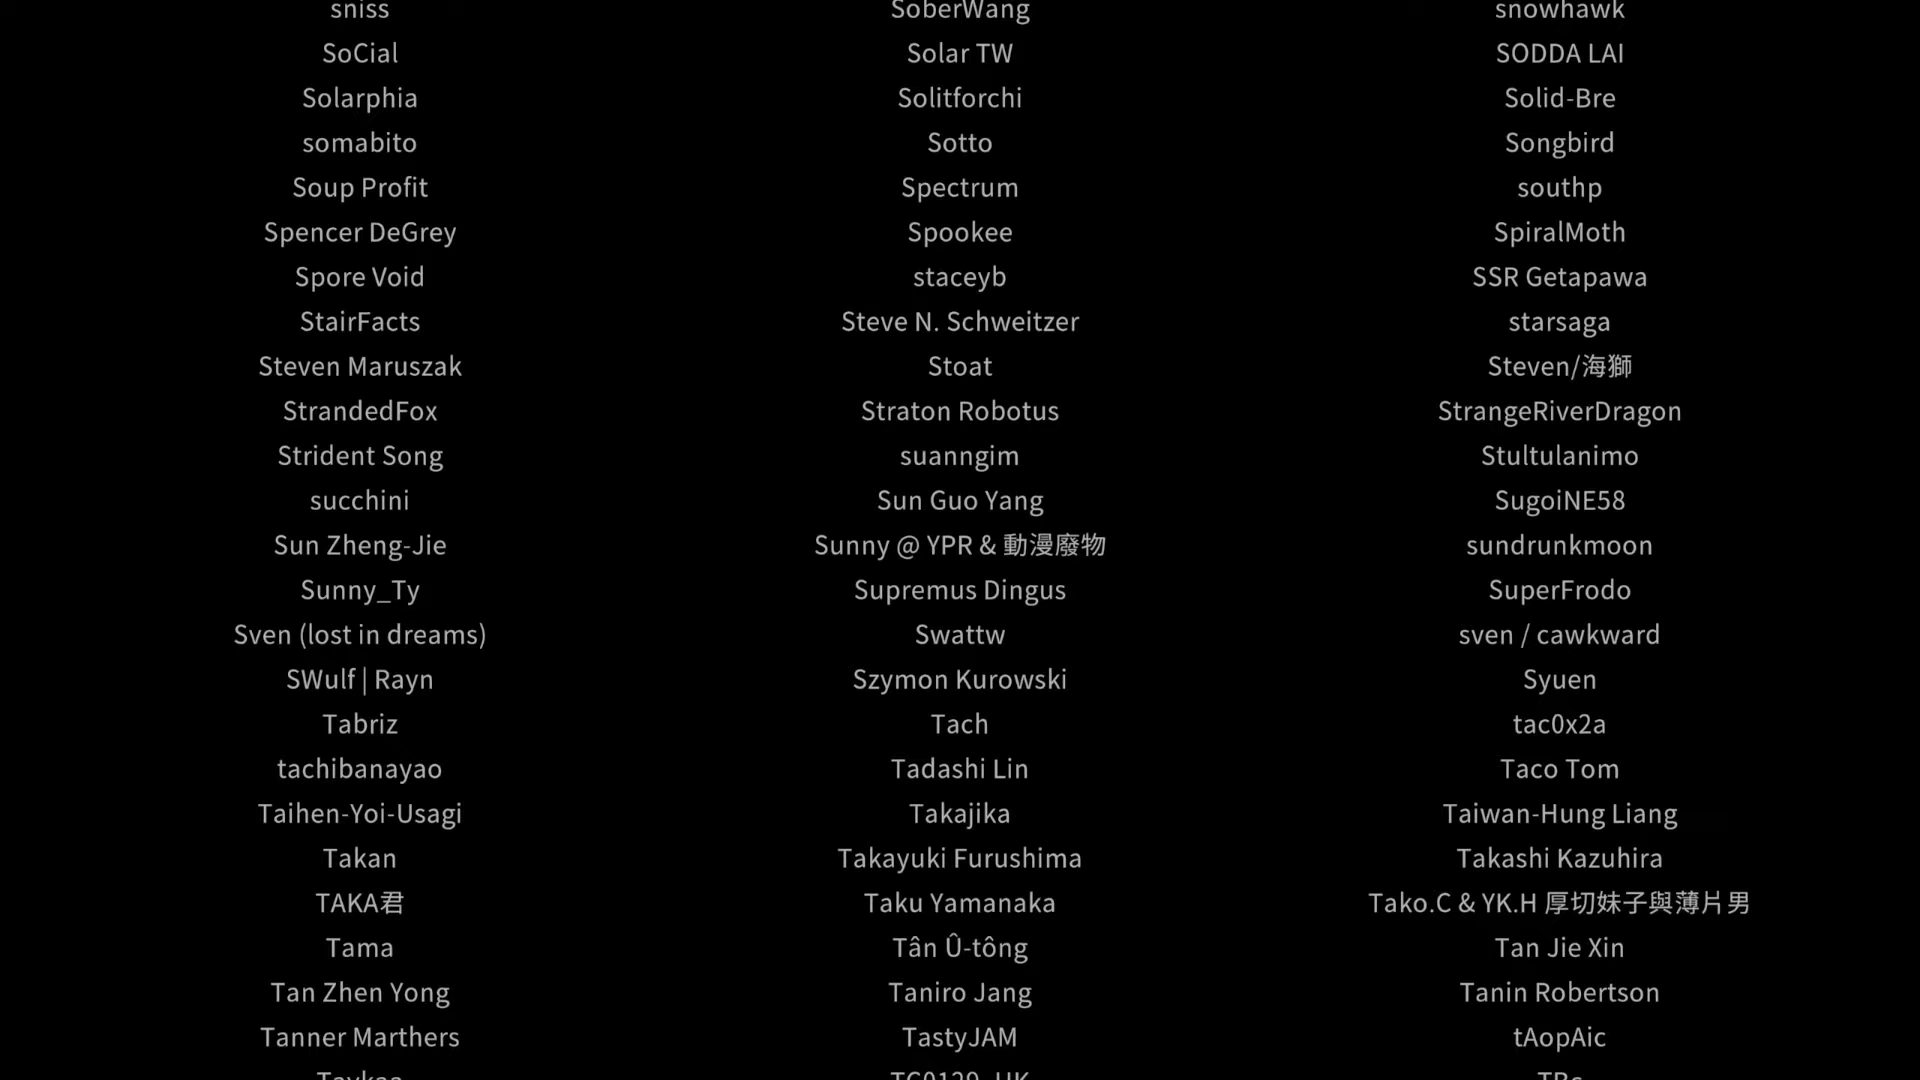 sniss SoberWang snowhawk
SoCial Solar TW SODDA LAI
Solarphia Solitforchi Solid-Bre
somabito Sotto Songbird
Soup Profit Spectrum southp
Spencer DeGrey Spookee SpiralMoth
Spore Void staceyb SSR Getapawa
StairFacts Steve N. Schweitzer starsaga
Steven Maruszak Stoat Steven/海獅
StrandedFox Straton Robotus StrangeRiverDragon
Strident Song suanngim Stultulanimo
succhini Sun Guo Yang SugoiNE58
Sun Zheng-Jie Sunny @ YPR & 動漫廢物 sundrunkmoon
Sunny_Ty Supremus Dingus SuperFrodo
Sven (lost in dreams) Swattw sven / cawkward
SWulf | Rayn Szymon Kurowski Syuen
Tabriz Tach tac0x2a
tachibanayao Tadashi Lin Taco Tom
Taihen-Yoi-Usagi Takajika Taiwan-Hung Liang
Takan Takayuki Furushima Takashi Kazuhira
TAKA君 Taku Yamanaka Tako.C & YK.H 厚切妹子與薄片男
Tama Tân Û-tông Tan Jie Xin
Tan Zhen Yong Taniro Jang Tanin Robertson
Tanner Marthers TastyJAM tAopAic